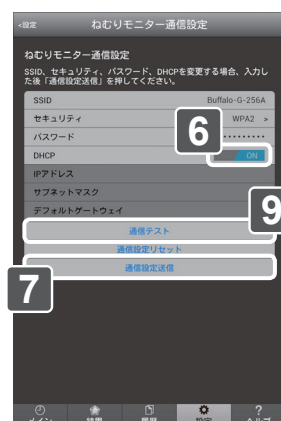 <設定 ねむりモニター通信設定
ねむりモニター通信設定
SSID、セキュリティ、パスワード、DHCPを変更する場合、入力し
た後「通信設定送信」を押してください。
SSID Buffalo-G-256A
セキュリティ WPA2 >
6
パスワード ••••••••••
DHCP ON
IPアドレス
サブネットマスク
デフォルトゲートウェイ
9
通信テスト
通信設定リセット
7
通信設定送信
メイン 結果 履歴 設定 ? ヘルプ